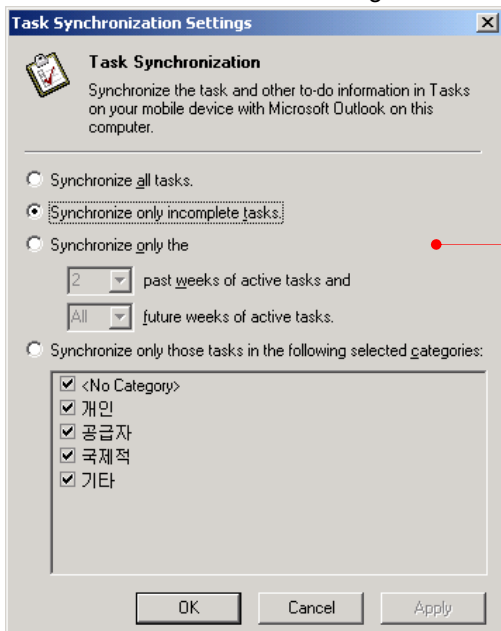 Task Synchronization Settings
Task Synchronization
Synchronize the task and other to-do information in Tasks
on your mobile device with Microsoft Outlook on this
computer.
Synchronize all tasks.
Synchronize only incomplete tasks.
Synchronize only the
2 past weeks of active tasks and
All future weeks of active tasks.
Synchronize only those tasks in the following selected categories:
<No Category>
개인
공급자
국제적
기타
OK Cancel Apply